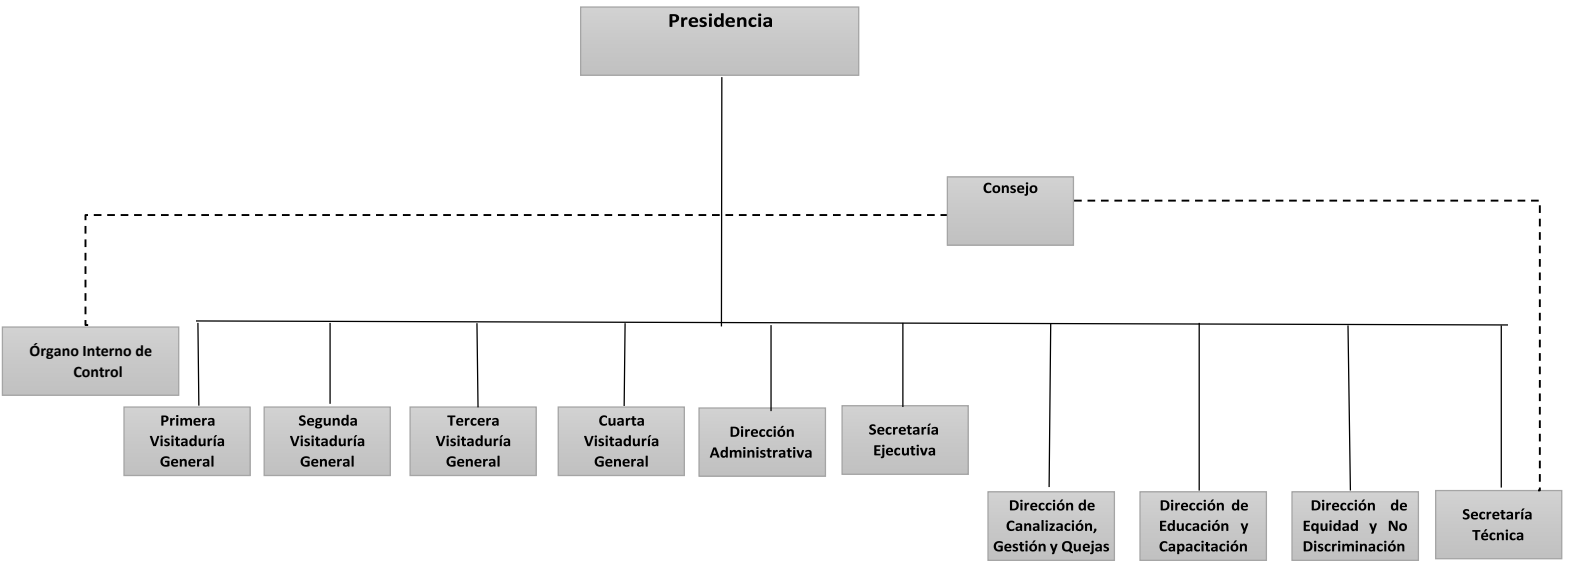 Presidencia
Consejo
Órgano Interno de
Control
Primera
Visitaduría
General
Segunda
Visitaduría
General
Tercera
Visitaduría
General
Cuarta
Visitaduría
General
Dirección
Administrativa
Secretaría
Ejecutiva
Dirección de
Canalización,
Gestión y Quejas
Dirección de
Educación y
Capacitación
Dirección de
Equidad y No
Discriminación
Secretaría
Técnica